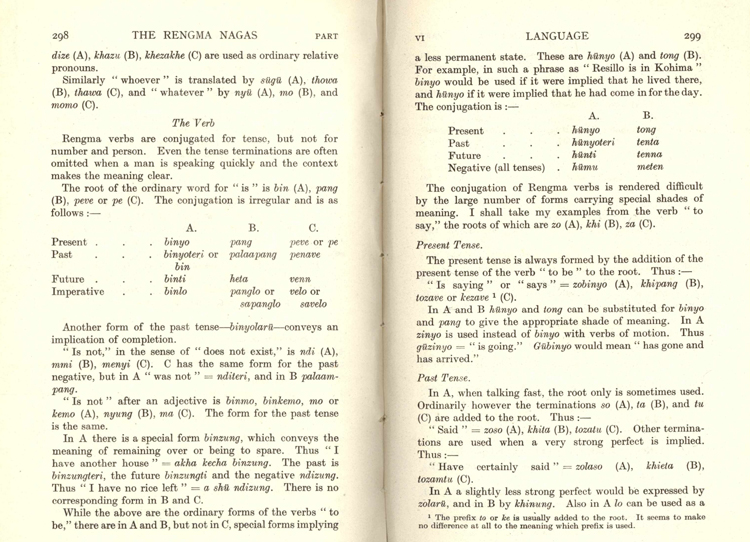 298 THE RENGMA NAGAS PART
dize (A), khazu (B), khezakhe (C) are used as ordinary relative
pronouns.
Similarly “ whoever ” is translated by sügü (A), thowa
(B), thawa (C), and “ whatever ” by nyü (A), mo (B), and
momo (C).
The Verb
Rengma verbs are conjugated for tense, but not for
number and person. Even the tense terminations are often
omitted when a man is speaking quickly and the context
makes the meaning clear.
The root of the ordinary word for “ is ” is bin (A), pang
(B), peve or pe (C). The conjugation is irregular and is as
follows :—
A. B. C.
Present . . . binyo pang peve or pe
Past . . . binyoteri or palaapang penave
bin
Future . . . binti heta venn
Imperative . . binlo panglo or velo or
sapanglo savelo
Another form of the past tense—binyolarü—conveys an
implication of completion.
“ Is not,” in the sense of “ does not exist,” is ndi (A),
mmi (B), menyi (C). C has the same form for the past
negative, but in A “ was not ” = nditeri, and in B palaam-
pang.
“ Is not ” after an adjective is binmo, binkemo, mo or
kemo (A), nyung (B), ma (C). The form for the past tense
is the same.
In A there is a special form binzung, which conveys the
meaning of remaining over or being to spare. Thus “ I
have another house ” = akha kecha binzung. The past is
binzungteri, the future binzungti and the negative ndizung.
Thus “ I have no rice left ” = a shü ndizung. There is no
corresponding form in B and C.
While the above are the ordinary forms of the verbs “ to
be,” there are in A and B, but not in C, special forms implying
VI LANGUAGE 299
a less permanent state. These are hünyo (A) and tong (B).
For example, in such a phrase as “ Resillo is in Kohima ”
binyo would be used if it were implied that he lived there,
and hünyo if it were implied that he had come in for the day.
The conjugation is :—
A. B.
Present . . . hünyo tong
Past . . . hünyoteri tenta
Future . . . hünti tenna
Negative (all tenses) . hümu meten
The conjugation of Rengma verbs is rendered difficult
by the large number of forms carrying special shades of
meaning. I shall take my examples from the verb “ to
say,” the roots of which are zo (A), khi (B), za (C).
Present Tense.
The present tense is always formed by the addition of the
present tense of the verb “ to be ” to the root. Thus :—
“ Is saying ” or “ says ” = zobinyo (A), khipang (B),
tozave or kezave ¹ (C).
In A and B hünyo and tong can be substituted for binyo
and pang to give the appropriate shade of meaning. In A
zinyo is used instead of binyo with verbs of motion. Thus
güzinyo = “ is going.” Gübinyo would mean “ has gone and
has arrived.”
Past Tense.
In A, when talking fast, the root only is sometimes used.
Ordinarily however the terminations so (A), ta (B), and tu
(C) are added to the root. Thus :—
“ Said ” = zoso (A), khita (B), tozatu (C). Other termina-
tions are used when a very strong perfect is implied.
Thus :—
“ Have certainly said ” = zolaso (A), khieta (B),
tozamtu (C).
In A a slightly less strong perfect would be expressed by
zolarü, and in B by khinung. Also in A lo can be used as a
¹ The prefix to or ke is usually added to the root. It seems to make
no difference at all to the meaning which prefix is used.